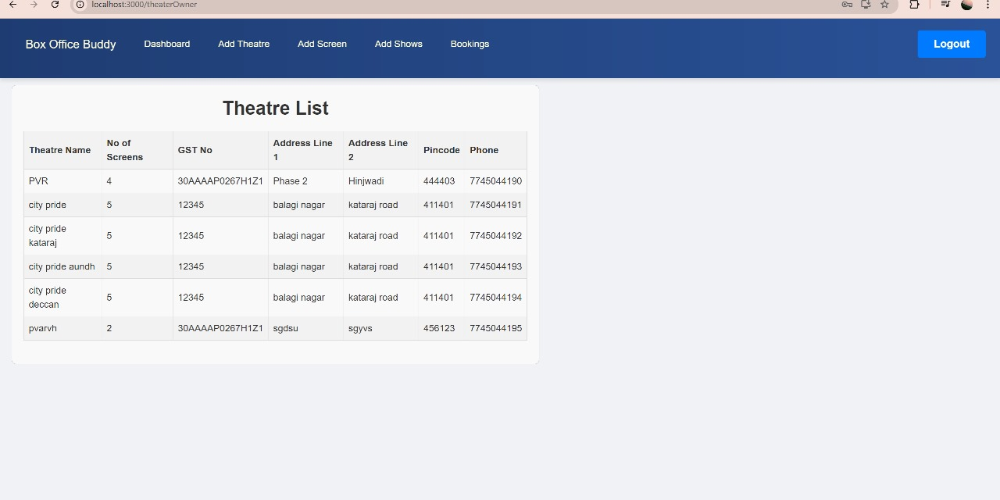 localhost:3000/theaterOwner
Box Office Buddy Dashboard Add Theatre Add Screen Add Shows Bookings Logout
Theatre List
Theatre Name No of Screens GST No Address Line 1 Address Line 2 Pincode Phone
PVR 4 30AAAAP0267H1Z1 Phase 2 Hinjwadi 444403 7745044190
city pride 5 12345 balagi nagar kataraj road 411401 7745044191
city pride kataraj 5 12345 balagi nagar kataraj road 411401 7745044192
city pride aundh 5 12345 balagi nagar kataraj road 411401 7745044193
city pride deccan 5 12345 balagi nagar kataraj road 411401 7745044194
pvarvh 2 30AAAAP0267H1Z1 sgdsu sgyvs 456123 7745044195